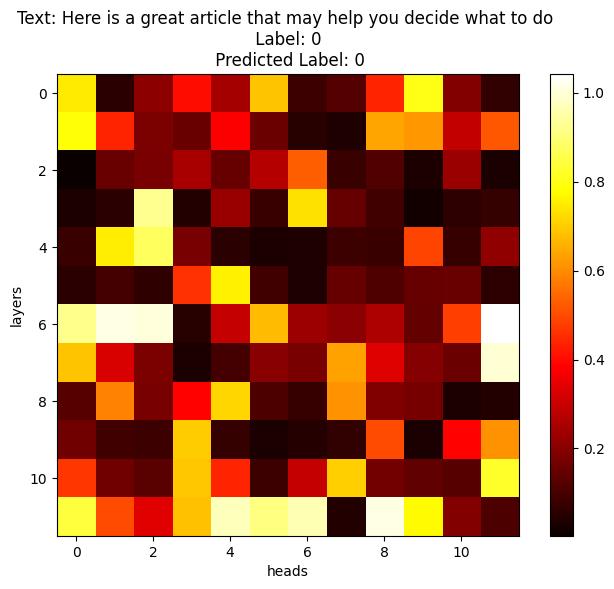 Text: Here is a great article that may help you decide what to do
Label: 0
Predicted Label: 0
layers
0
2
4
6
8
10
0 2 4 6 8 10
heads
1.0
0.8
0.6
0.4
0.2